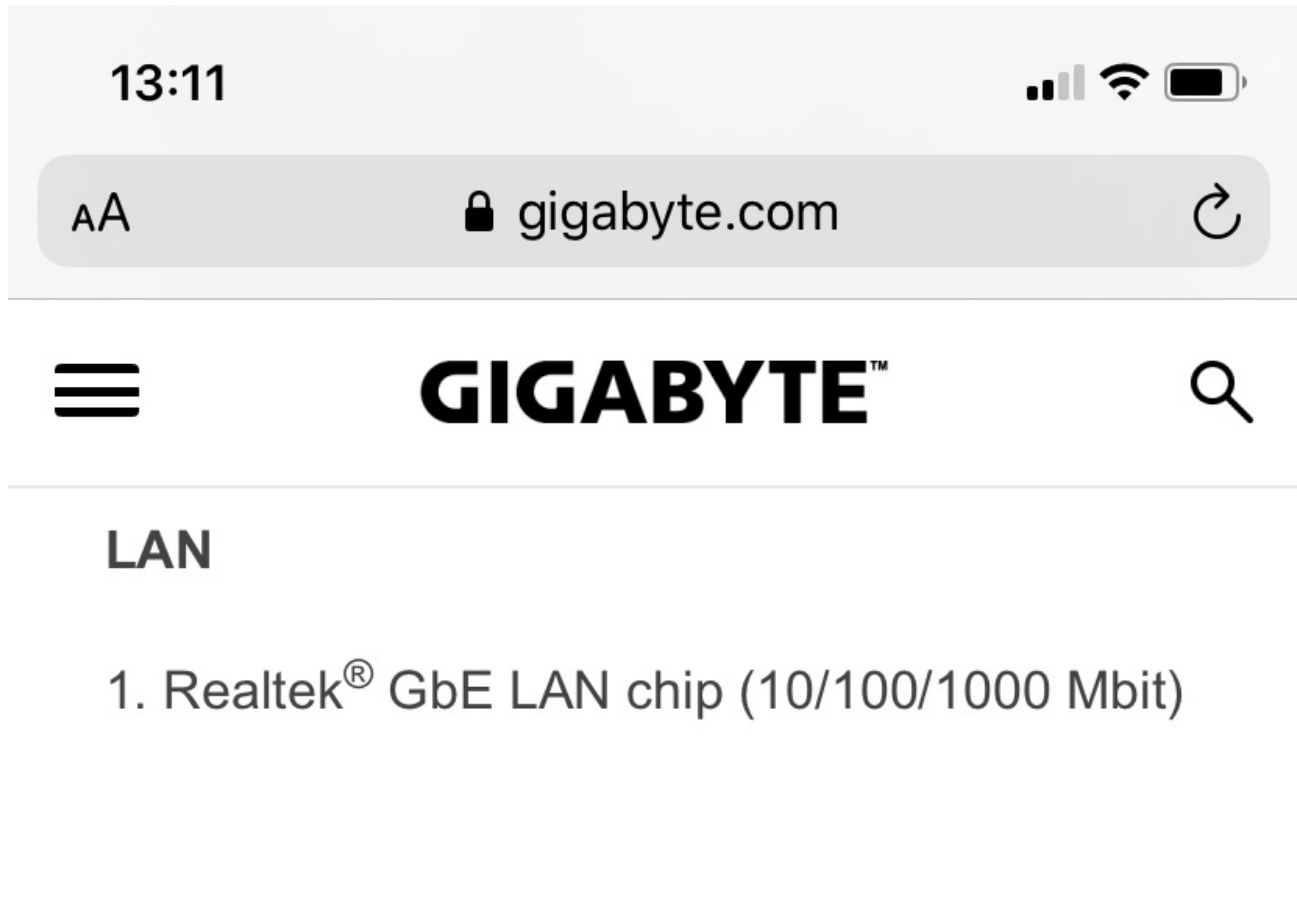 13:11
AA gigabyte.com
GIGABYTE™
LAN
1. Realtek® GbE LAN chip (10/100/1000 Mbit)